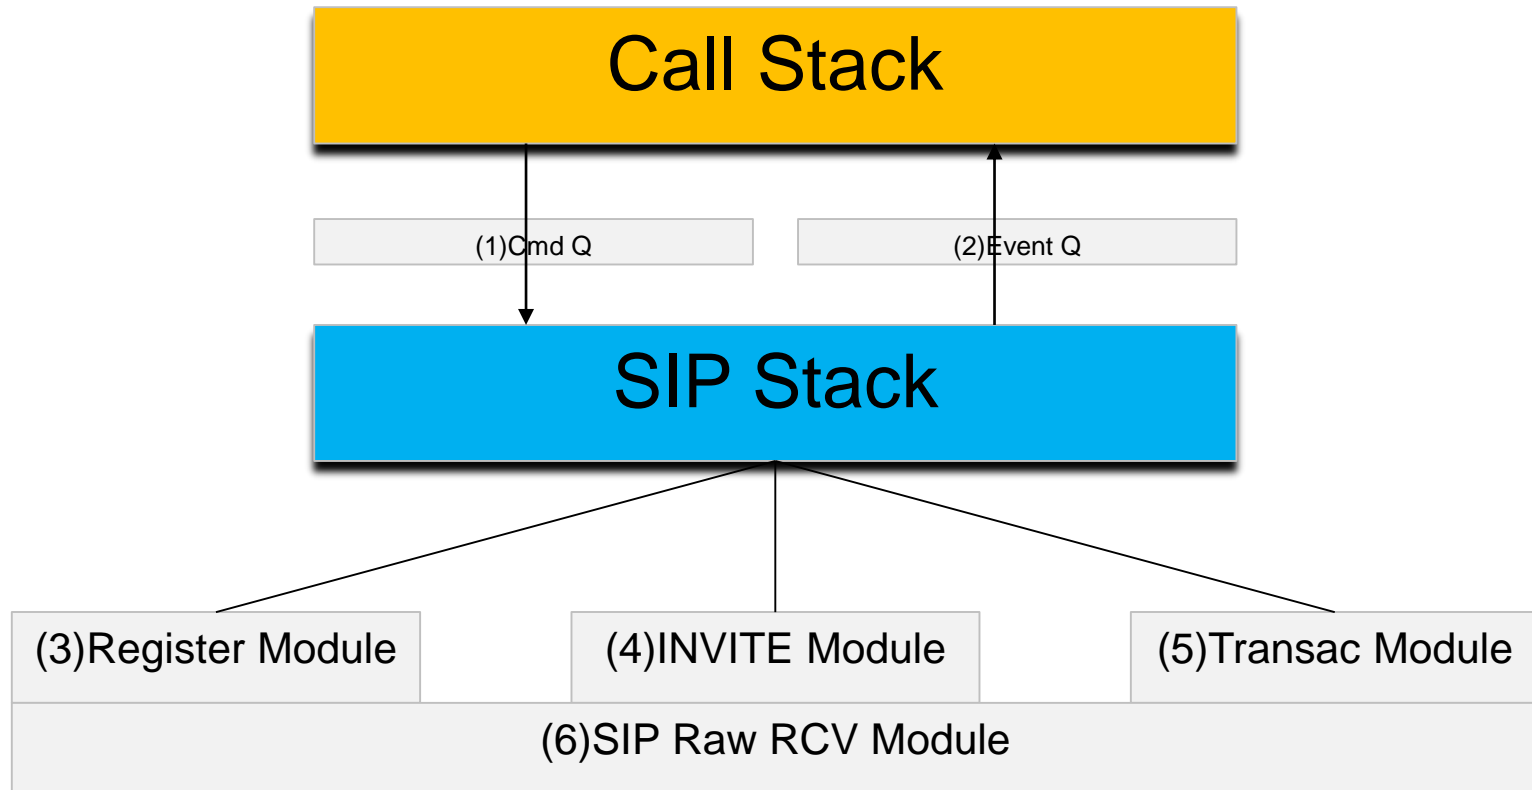 Call Stack
(1)Cmd Q
(2)Event Q
SIP Stack
(3)Register Module
(4)INVITE Module
(5)Transac Module
(6)SIP Raw RCV Module